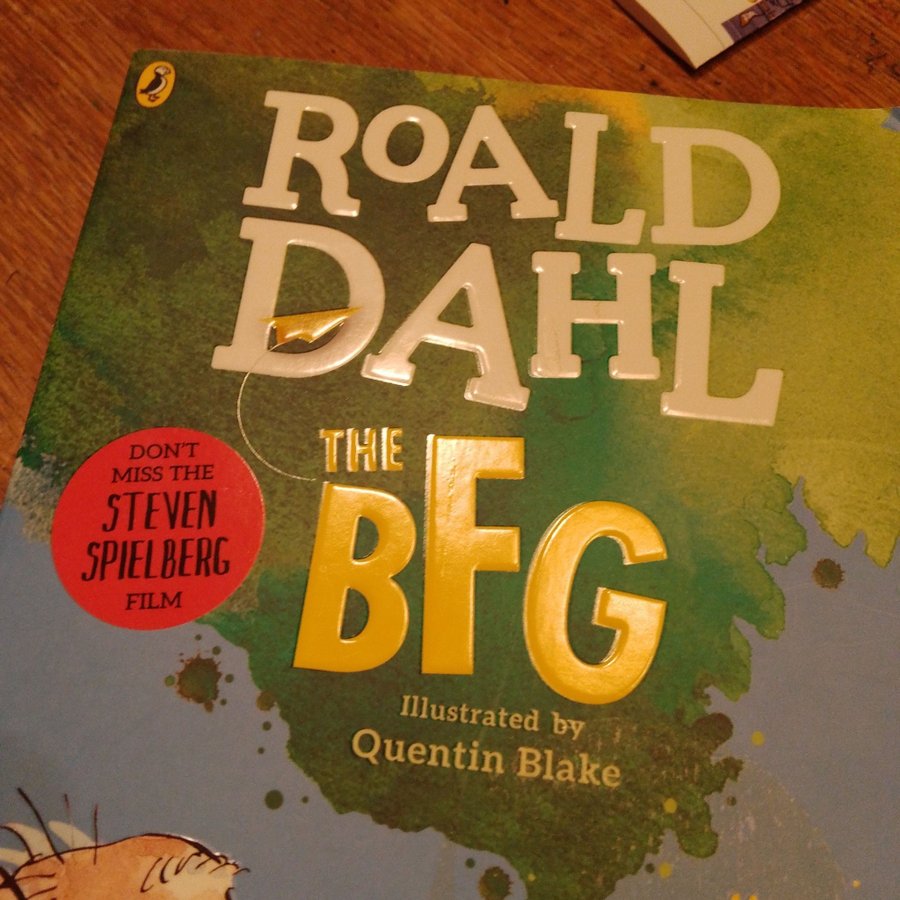 ROALD
DAHL
THE
BFG
DON'T
MISS THE
STEVEN
SPIELBERG
FILM
Illustrated by
Quentin Blake